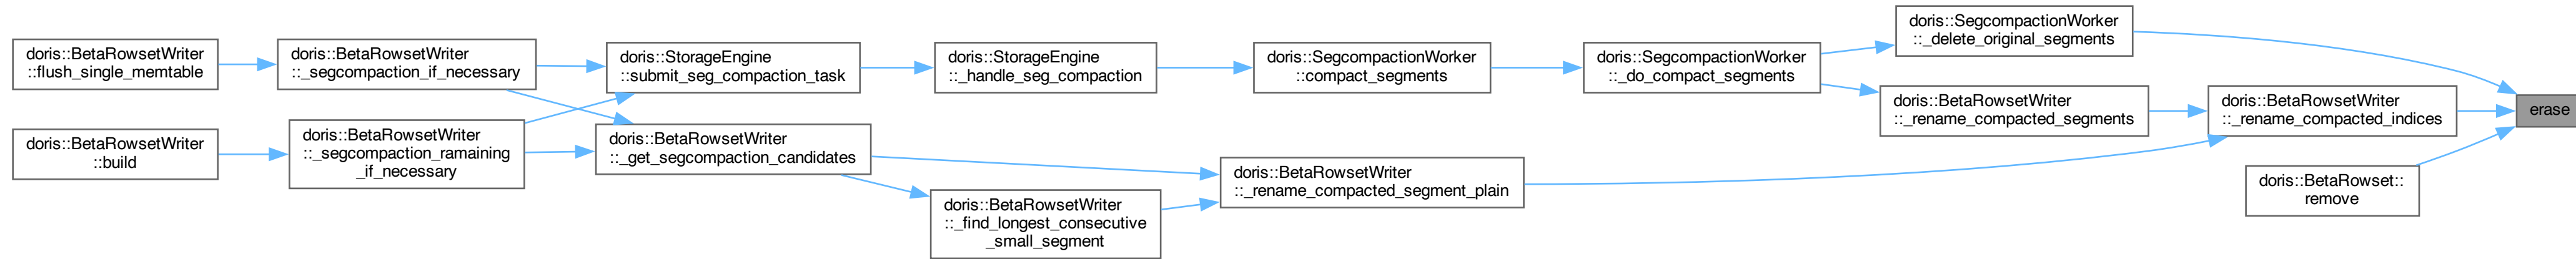 doris::BetaRowsetWriter
::flush_single_memtable
doris::BetaRowsetWriter
::build
doris::BetaRowsetWriter
::_segcompaction_if_necessary
doris::BetaRowsetWriter
::_segcompaction_ramaining
_if_necessary
doris::StorageEngine
::submit_seg_compaction_task
doris::BetaRowsetWriter
::_get_segcompaction_candidates
doris::StorageEngine
::_handle_seg_compaction
doris::BetaRowsetWriter
::_find_longest_consecutive
_small_segment
doris::SegcompactionWorker
::compact_segments
doris::BetaRowsetWriter
::_rename_compacted_segment_plain
doris::SegcompactionWorker
::_do_compact_segments
doris::SegcompactionWorker
::_delete_original_segments
doris::BetaRowsetWriter
::_rename_compacted_segments
doris::BetaRowsetWriter
::_rename_compacted_indices
doris::BetaRowset::
remove
erase